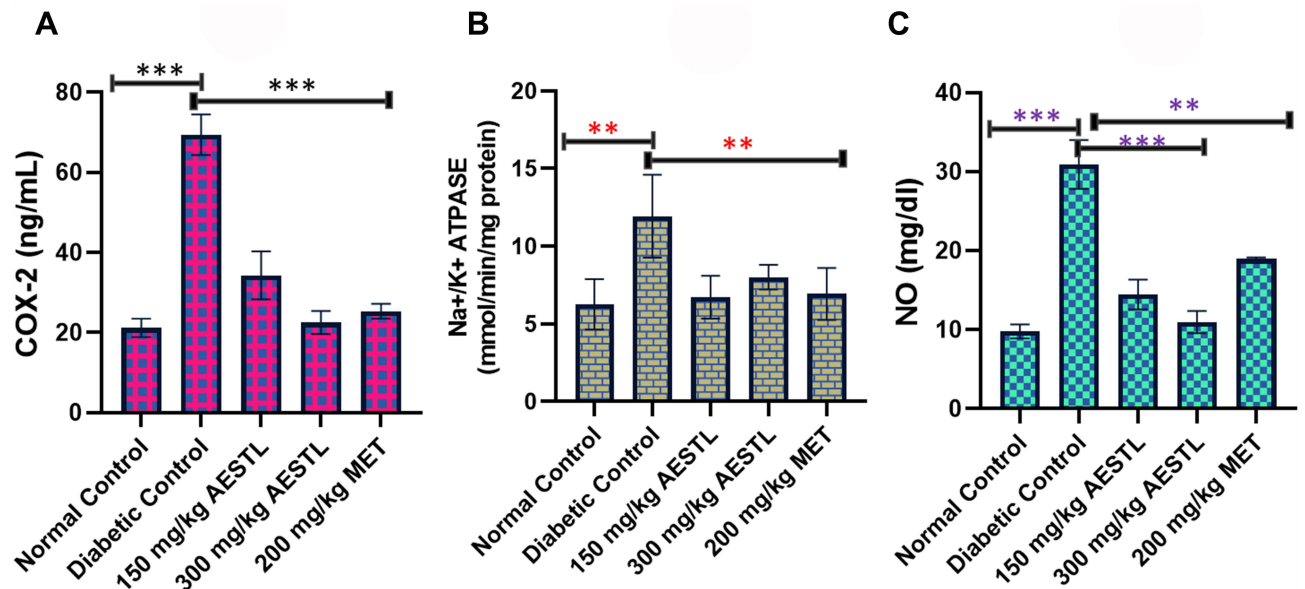 A
***
***
80
60
40
20
0
COX-2 (ng/mL)
Normal Control
Diabetic Control
150 mg/kg AESTL
300 mg/kg AESTL
200 mg/kg MET
B
**
**
20
15
10
5
0
Na+/K+ ATPASE
(mmol/min/mg protein)
Normal Control
Diabetic Control
150 mg/kg AESTL
300 mg/kg AESTL
200 mg/kg MET
C
***
**
***
40
30
20
10
0
NO (mg/dl)
Normal Control
Diabetic Control
150 mg/kg AESTL
300 mg/kg AESTL
200 mg/kg MET